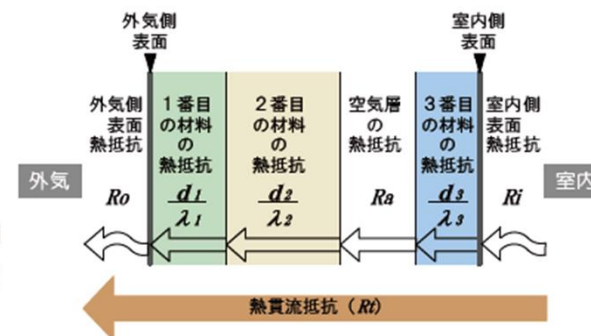 外気側
表面
室内側
表面
外気側
表面
熱抵抗
1番目
の材料
の
熱抵抗
2番目
の材料
の
熱抵抗
空気層
の
熱抵抗
3番目
の材料
の
熱抵抗
室内側
表面
熱抵抗
外気
Ro
d1
λ1
d2
λ2
Ra
d3
λ3
Ri
室内
熱貫流抵抗（Rt）